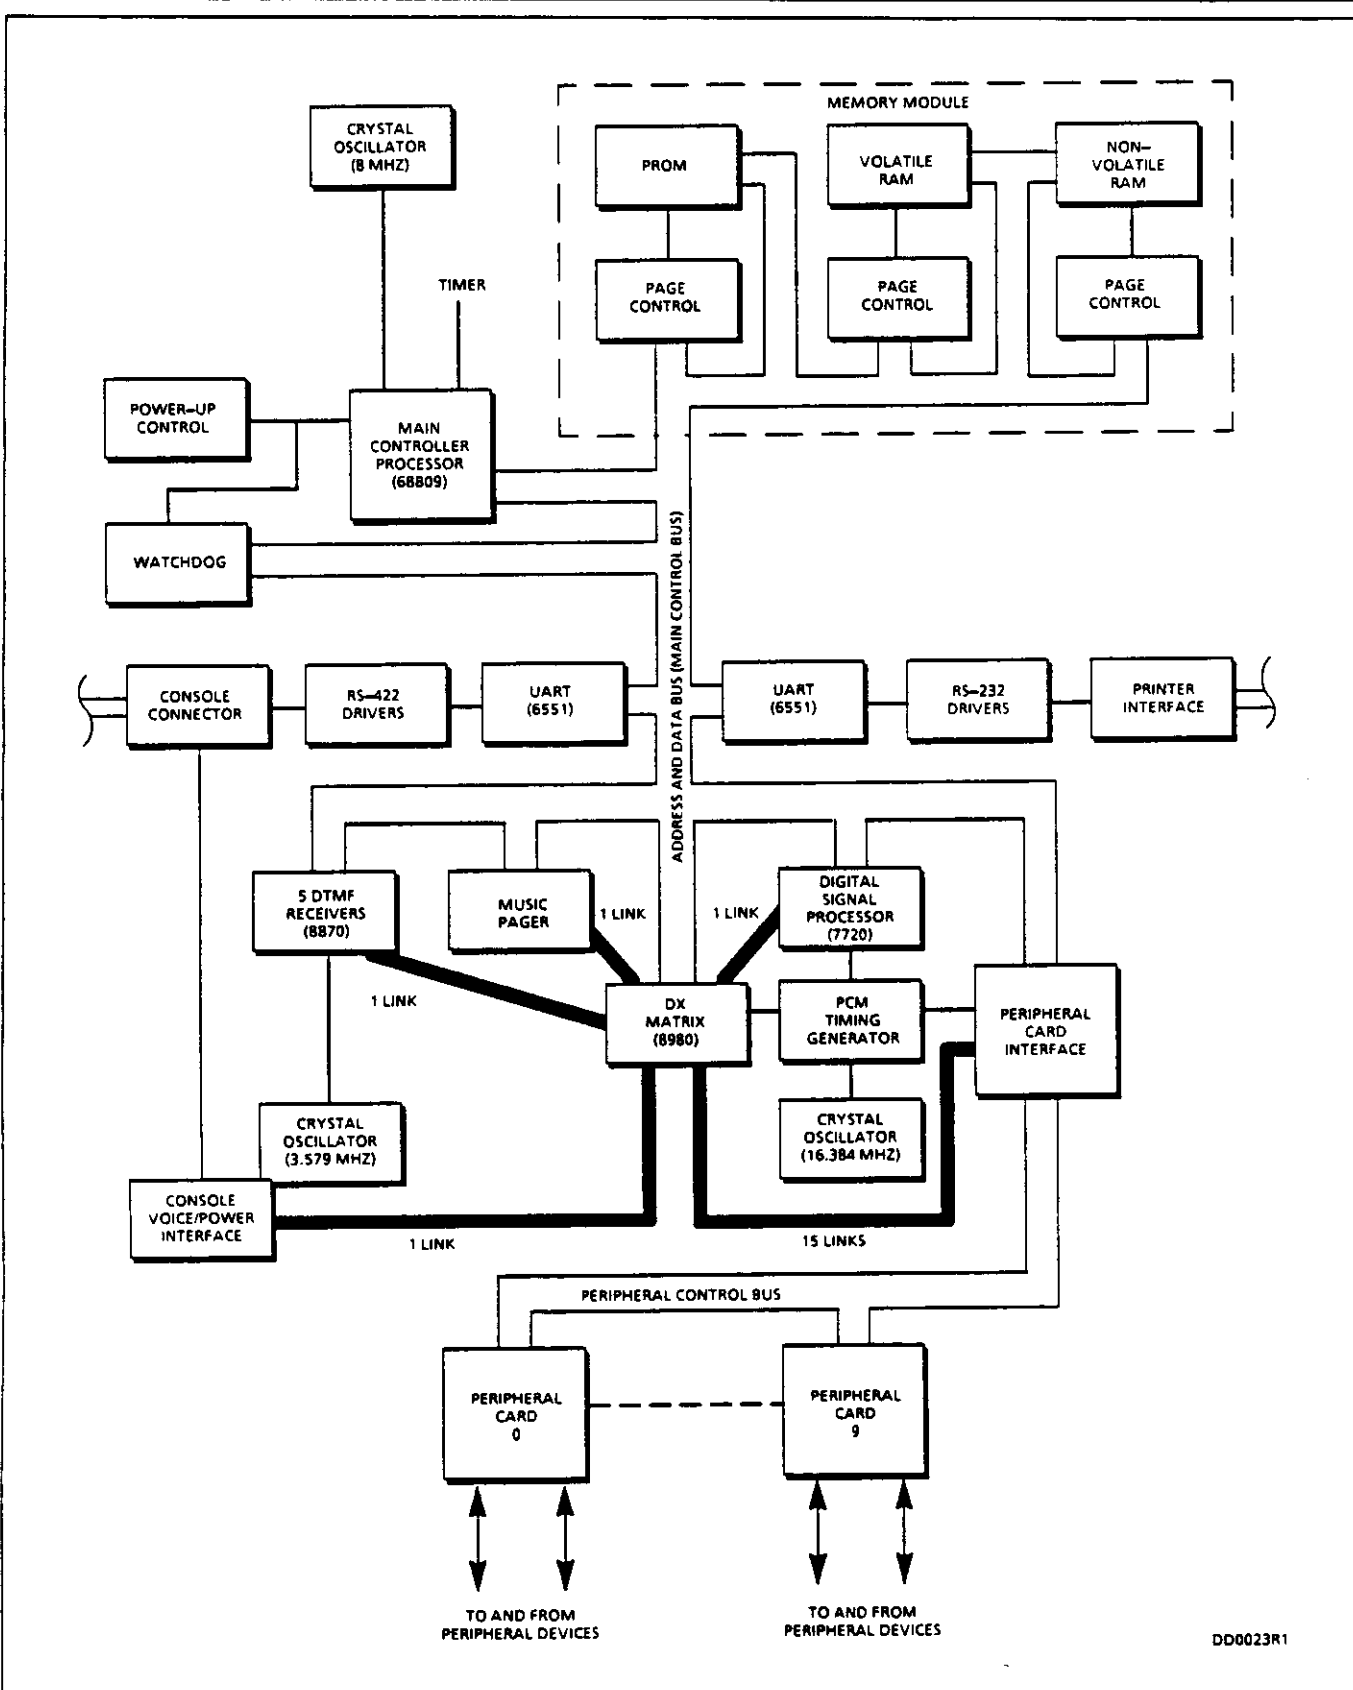 MEMORY MODULE
CRYSTAL
OSCILLATOR
(8 MHZ)
PROM
VOLATILE
RAM
NON-
VOLATILE
RAM
PAGE
CONTROL
PAGE
CONTROL
PAGE
CONTROL
TIMER
POWER-UP
CONTROL
MAIN
CONTROLLER
PROCESSOR
(68809)
WATCHDOG
ADDRESS AND DATA BUS (MAIN CONTROL BUS)
CONSOLE
CONNECTOR
RS-422
DRIVERS
UART
(6551)
UART
(6551)
RS-232
DRIVERS
PRINTER
INTERFACE
5 DTMF
RECEIVERS
(8870)
MUSIC
PAGER
1 LINK
1 LINK
DIGITAL
SIGNAL
PROCESSOR
(7720)
1 LINK
DX
MATRIX
(8980)
PCM
TIMING
GENERATOR
PERIPHERAL
CARD
INTERFACE
CRYSTAL
OSCILLATOR
(3.579 MHZ)
CRYSTAL
OSCILLATOR
(16.384 MHZ)
CONSOLE
VOICE/POWER
INTERFACE
1 LINK
15 LINKS
PERIPHERAL CONTROL BUS
PERIPHERAL
CARD
0
PERIPHERAL
CARD
9
TO AND FROM
PERIPHERAL DEVICES
TO AND FROM
PERIPHERAL DEVICES
DD0023R1